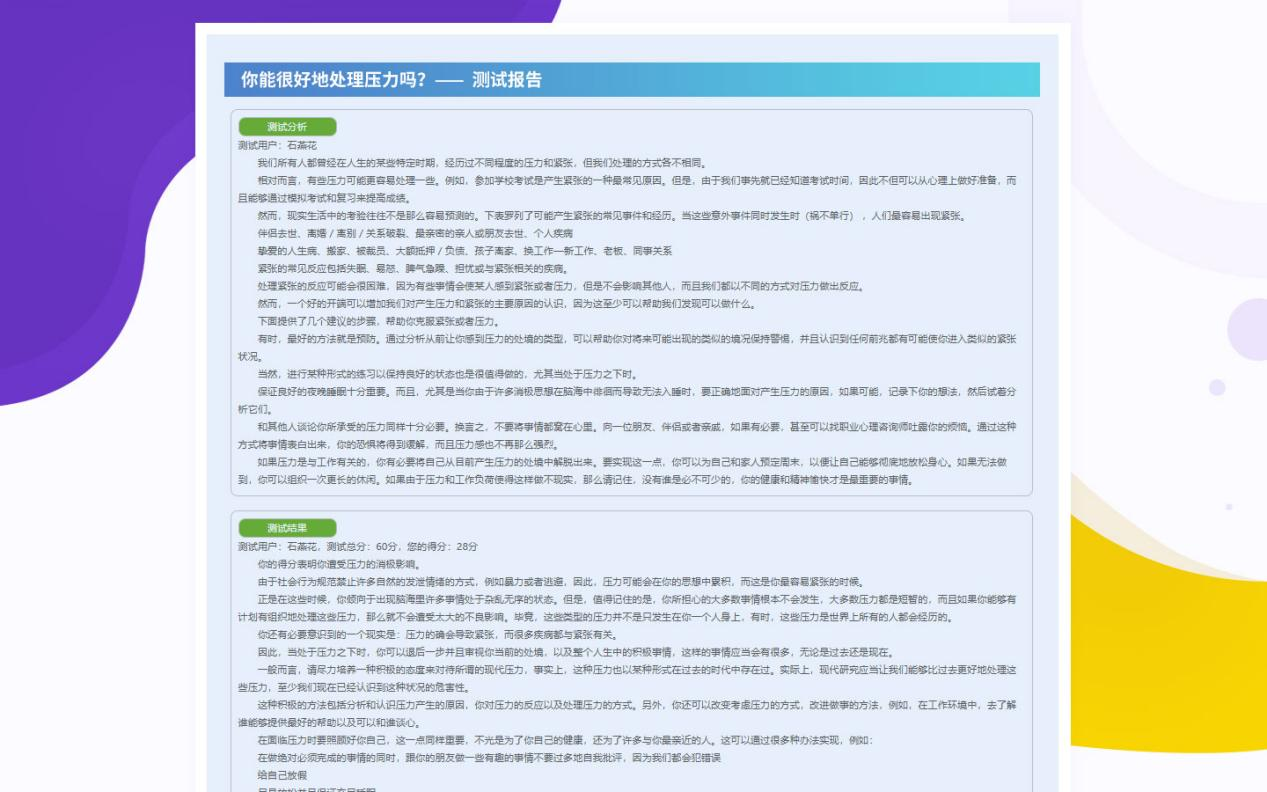 你能很好地处理压力吗？—— 测试报告
测试分析
测试用户：石蕊花
我们所有人都曾经在人生的某些特定时期，经历过不同程度的压力和紧张，但我们处理的方式各不相同。
相对而言，有些压力可能更容易处理一些。例如，参加学校考试是产生紧张的一种最常见原因。但是，由于我们事先就已经知道考试时间，因此不但可以从心理上做好准备，而
且能够通过模拟考试和复习来提高成绩。
然而，现实生活中的考验往往不是那么容易预测的。下表罗列了可能产生紧张的常见事件和经历。当这些意外事件同时发生时（祸不单行），人们最容易出现紧张。
伴侣去世、离婚 / 离别 / 关系破裂、最亲密的亲人或朋友去世、个人疾病
挚爱的人生病、搬家、被裁员、大额抵押 / 负债、孩子离家、换工作—新工作、老板、同事关系
紧张的常见反应包括失眠、易怒、脾气急躁、担忧或与紧张相关的疾病。
处理紧张的反应可能会很困难，因为有些事情会使某人感到紧张或者压力，但是不会影响其他人，而且我们都以不同的方式对压力做出反应。
然而，一个好的开端可以增加我们对产生压力和紧张的主要原因的认识，因为这至少可以帮助我们发现可以做什么。
下面提供了几个建议的步骤，帮助你克服紧张或者压力。
有时，最好的方法就是预防。通过分析从前让你感到压力的处境的类型，可以帮助你对将来可能出现的类似的境况保持警惕，并且认识到任何前兆都有可能使你进入类似的紧张
状况。
当然，进行某种形式的练习以保持良好的状态也是很值得做的，尤其当处于压力之下时。
保证良好的夜晚睡眠十分重要。而且，尤其是当你由于许多消极思想在脑海中徘徊而导致无法入睡时，要正确地面对产生压力的原因，如果可能，记录下你的想法，然后试着分
析它们。
和其他人谈论你所承受的压力同样十分必要。换言之，不要将事情都窝在心里。向一位朋友、伴侣或者亲戚，如果有必要，甚至可以找职业心理咨询师吐露你的烦恼。通过这种
方式将事情表白出来，你的恐惧将得到缓解，而且压力感也不再那么强烈。
如果压力是与工作有关的，你有必要将自己从目前产生压力的处境中解脱出来。要实现这一点，你可以为自己和家人预定周末，以便让自己能够彻底地放松身心。如果无法做
到，你可以组织一次更长的休闲。如果由于压力和工作负荷使得这样做不现实，那么请记住，没有谁是必不可少的，你的健康和精神愉快才是最重要的事情。
测试结果
测试用户：石蕊花，测试总分：60分，您的得分：28分
你的得分表明你遭受压力的消极影响。
由于社会行为规范禁止许多自然的发泄情绪的方式，例如暴力或者逃避，因此，压力可能会在你的思想中累积，而这是你最容易紧张的时候。
正是在这些时候，你倾向于出现脑海里许多事情处于杂乱无序的状态。但是，值得记住的是，你所担心的大多数事情根本不会发生，大多数压力都是短暂的，而且如果你能够有
计划有组织地处理这些压力，那么就不会遭受太大的不良影响。毕竟，这些类型的压力并不是只发生在你一个人身上，有时，这些压力是世界上所有的人都会经历的。
你还有必要意识到的一个现实是：压力的确会导致紧张，而很多疾病都与紧张有关。
因此，当处于压力之下时，你可以退后一步并且审视你当前的处境，以及整个人生中的积极事情，这样的事情应当会有很多，无论是过去还是现在。
一般而言，请尽力培养一种积极的态度来对待所谓的现代压力，事实上，这种压力也以某种形式在过去的时代中存在过。实际上，现代研究应当让我们能够比过去更好地处理这
些压力，至少我们现在已经认识到这种状况的危害性。
这种积极的方法包括分析和认识压力产生的原因，你对压力的反应以及处理压力的方式。另外，你还可以改变考虑压力的方式，改进做事的方法，例如，在工作环境中，去了解
谁能够提供最好的帮助以及可以和谁谈心。
在面临压力时要照顾好你自己，这一点同样重要，不光是为了你自己的健康，还为了许多与你最亲近的人。这可以通过很多种办法实现，例如：
在做绝对必须完成的事情的同时，跟你的朋友做一些有趣的事情不要过多地自我批评，因为我们都会犯错误
给自己放假